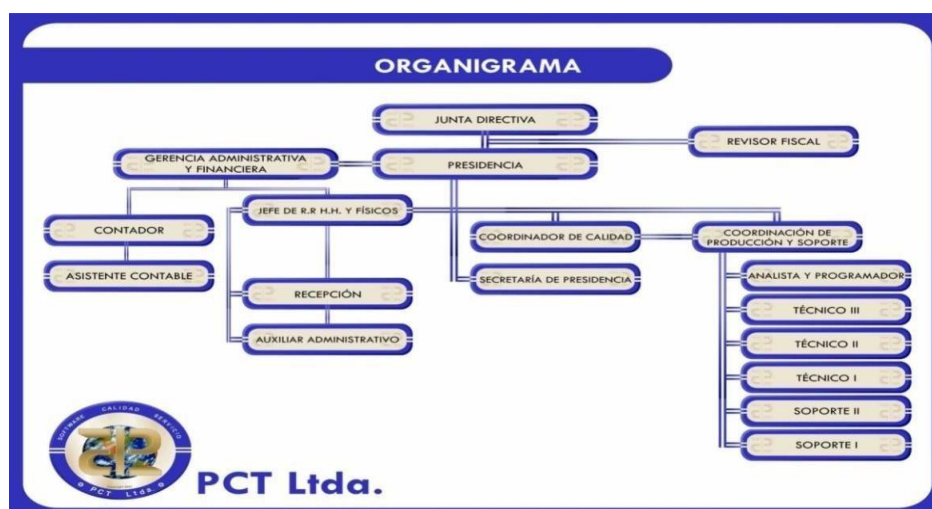 ORGANIGRAMA
JUNTA DIRECTIVA
REVISOR FISCAL
GERENCIA ADMINISTRATIVA
Y FINANCIERA
PRESIDENCIA
JEFE DE R.R H.H. Y FÍSICOS
CONTADOR
COORDINADOR DE CALIDAD
COORDINACIÓN DE
PRODUCCIÓN Y SOPORTE
ASISTENTE CONTABLE
SECRETARÍA DE PRESIDENCIA
ANALISTA Y PROGRAMADOR
RECEPCIÓN
TÉCNICO III
AUXILIAR ADMINISTRATIVO
TÉCNICO II
TÉCNICO I
SOPORTE II
SOPORTE I
SOFTWARE CALIDAD SERVICIO
PCT Ltda.
PCT Ltda.